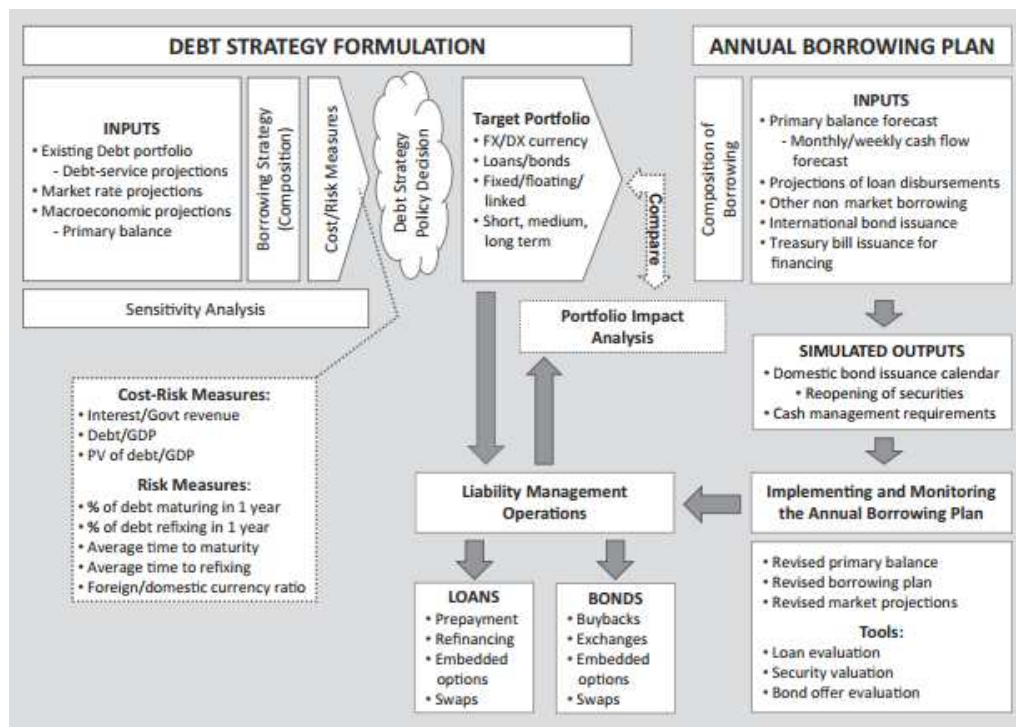 DEBT STRATEGY FORMULATION
INPUTS
• Existing Debt portfolio
- Debt-service projections
• Market rate projections
• Macroeconomic projections
- Primary balance
Borrowing Strategy
(Composition)
Cost/Risk Measures
Debt Strategy
Policy Decision
Target Portfolio
• FX/DX currency
• Loans/bonds
• Fixed/floating/
linked
• Short, medium,
long term
Compare
Sensitivity Analysis
Portfolio Impact
Analysis
Cost-Risk Measures:
• Interest/Govt revenue
• Debt/GDP
• PV of debt/GDP
Risk Measures:
• % of debt maturing in 1 year
• % of debt refixing in 1 year
• Average time to maturity
• Average time to refixing
• Foreign/domestic currency ratio
Liability Management
Operations
LOANS
• Prepayment
• Refinancing
• Embedded
options
• Swaps
BONDS
• Buybacks
• Exchanges
• Embedded
options
• Swaps
ANNUAL BORROWING PLAN
Composition of
Borrowing
INPUTS
• Primary balance forecast
- Monthly/weekly cash flow
forecast
• Projections of loan disbursements
• Other non market borrowing
• International bond issuance
• Treasury bill issuance for
financing
SIMULATED OUTPUTS
• Domestic bond issuance calendar
• Reopening of securities
• Cash management requirements
Implementing and Monitoring
the Annual Borrowing Plan
• Revised primary balance
• Revised borrowing plan
• Revised market projections
Tools:
• Loan evaluation
• Security valuation
• Bond offer evaluation